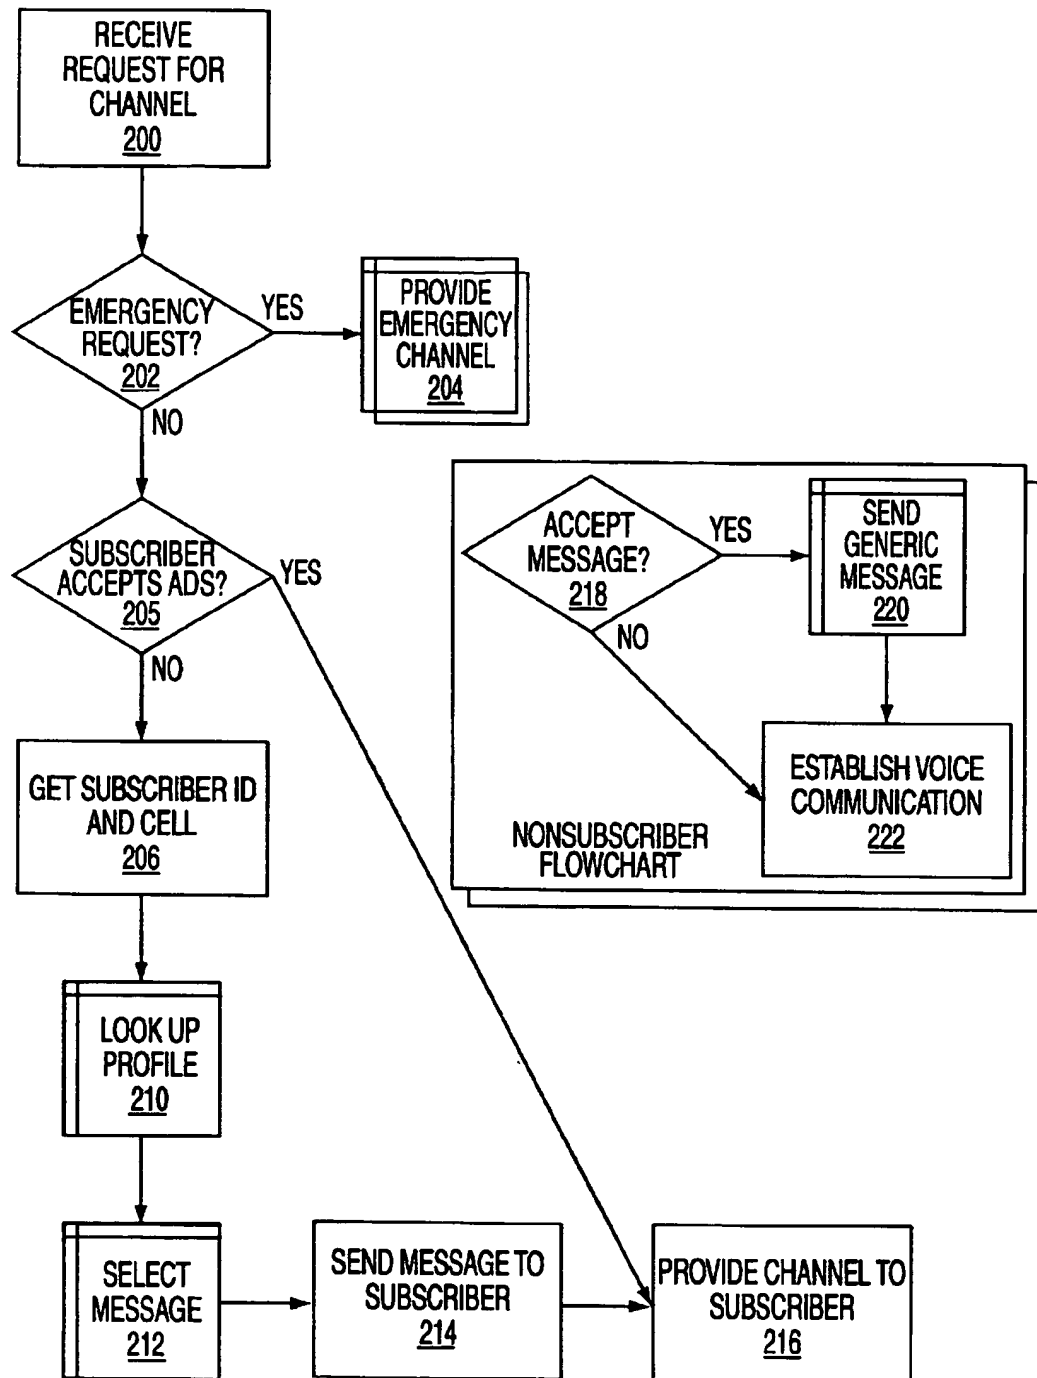 RECEIVE
REQUEST FOR
CHANNEL
200
EMERGENCY
REQUEST?
202
YES
NO
PROVIDE
EMERGENCY
CHANNEL
204
SUBSCRIBER
ACCEPTS ADS?
205
YES
NO
GET SUBSCRIBER ID
AND CELL
206
LOOK UP
PROFILE
210
SELECT
MESSAGE
212
SEND MESSAGE TO
SUBSCRIBER
214
PROVIDE CHANNEL TO
SUBSCRIBER
216
ACCEPT
MESSAGE?
218
YES
NO
SEND
GENERIC
MESSAGE
220
ESTABLISH VOICE
COMMUNICATION
222
NONSUBSCRIBER
FLOWCHART